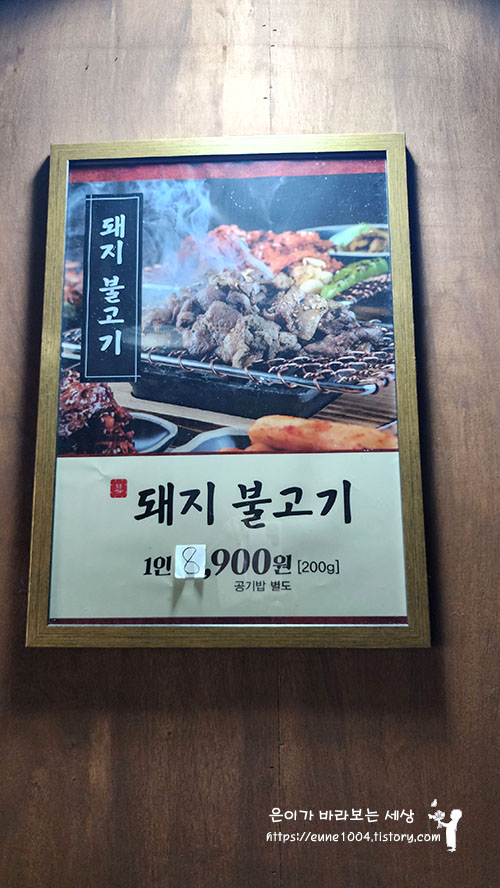 돼지 불고기
돼지 불고기
1인 8,900원 [200g]
공기밥 별도
은이가 바라보는 세상
https://eune1004.tistory.com